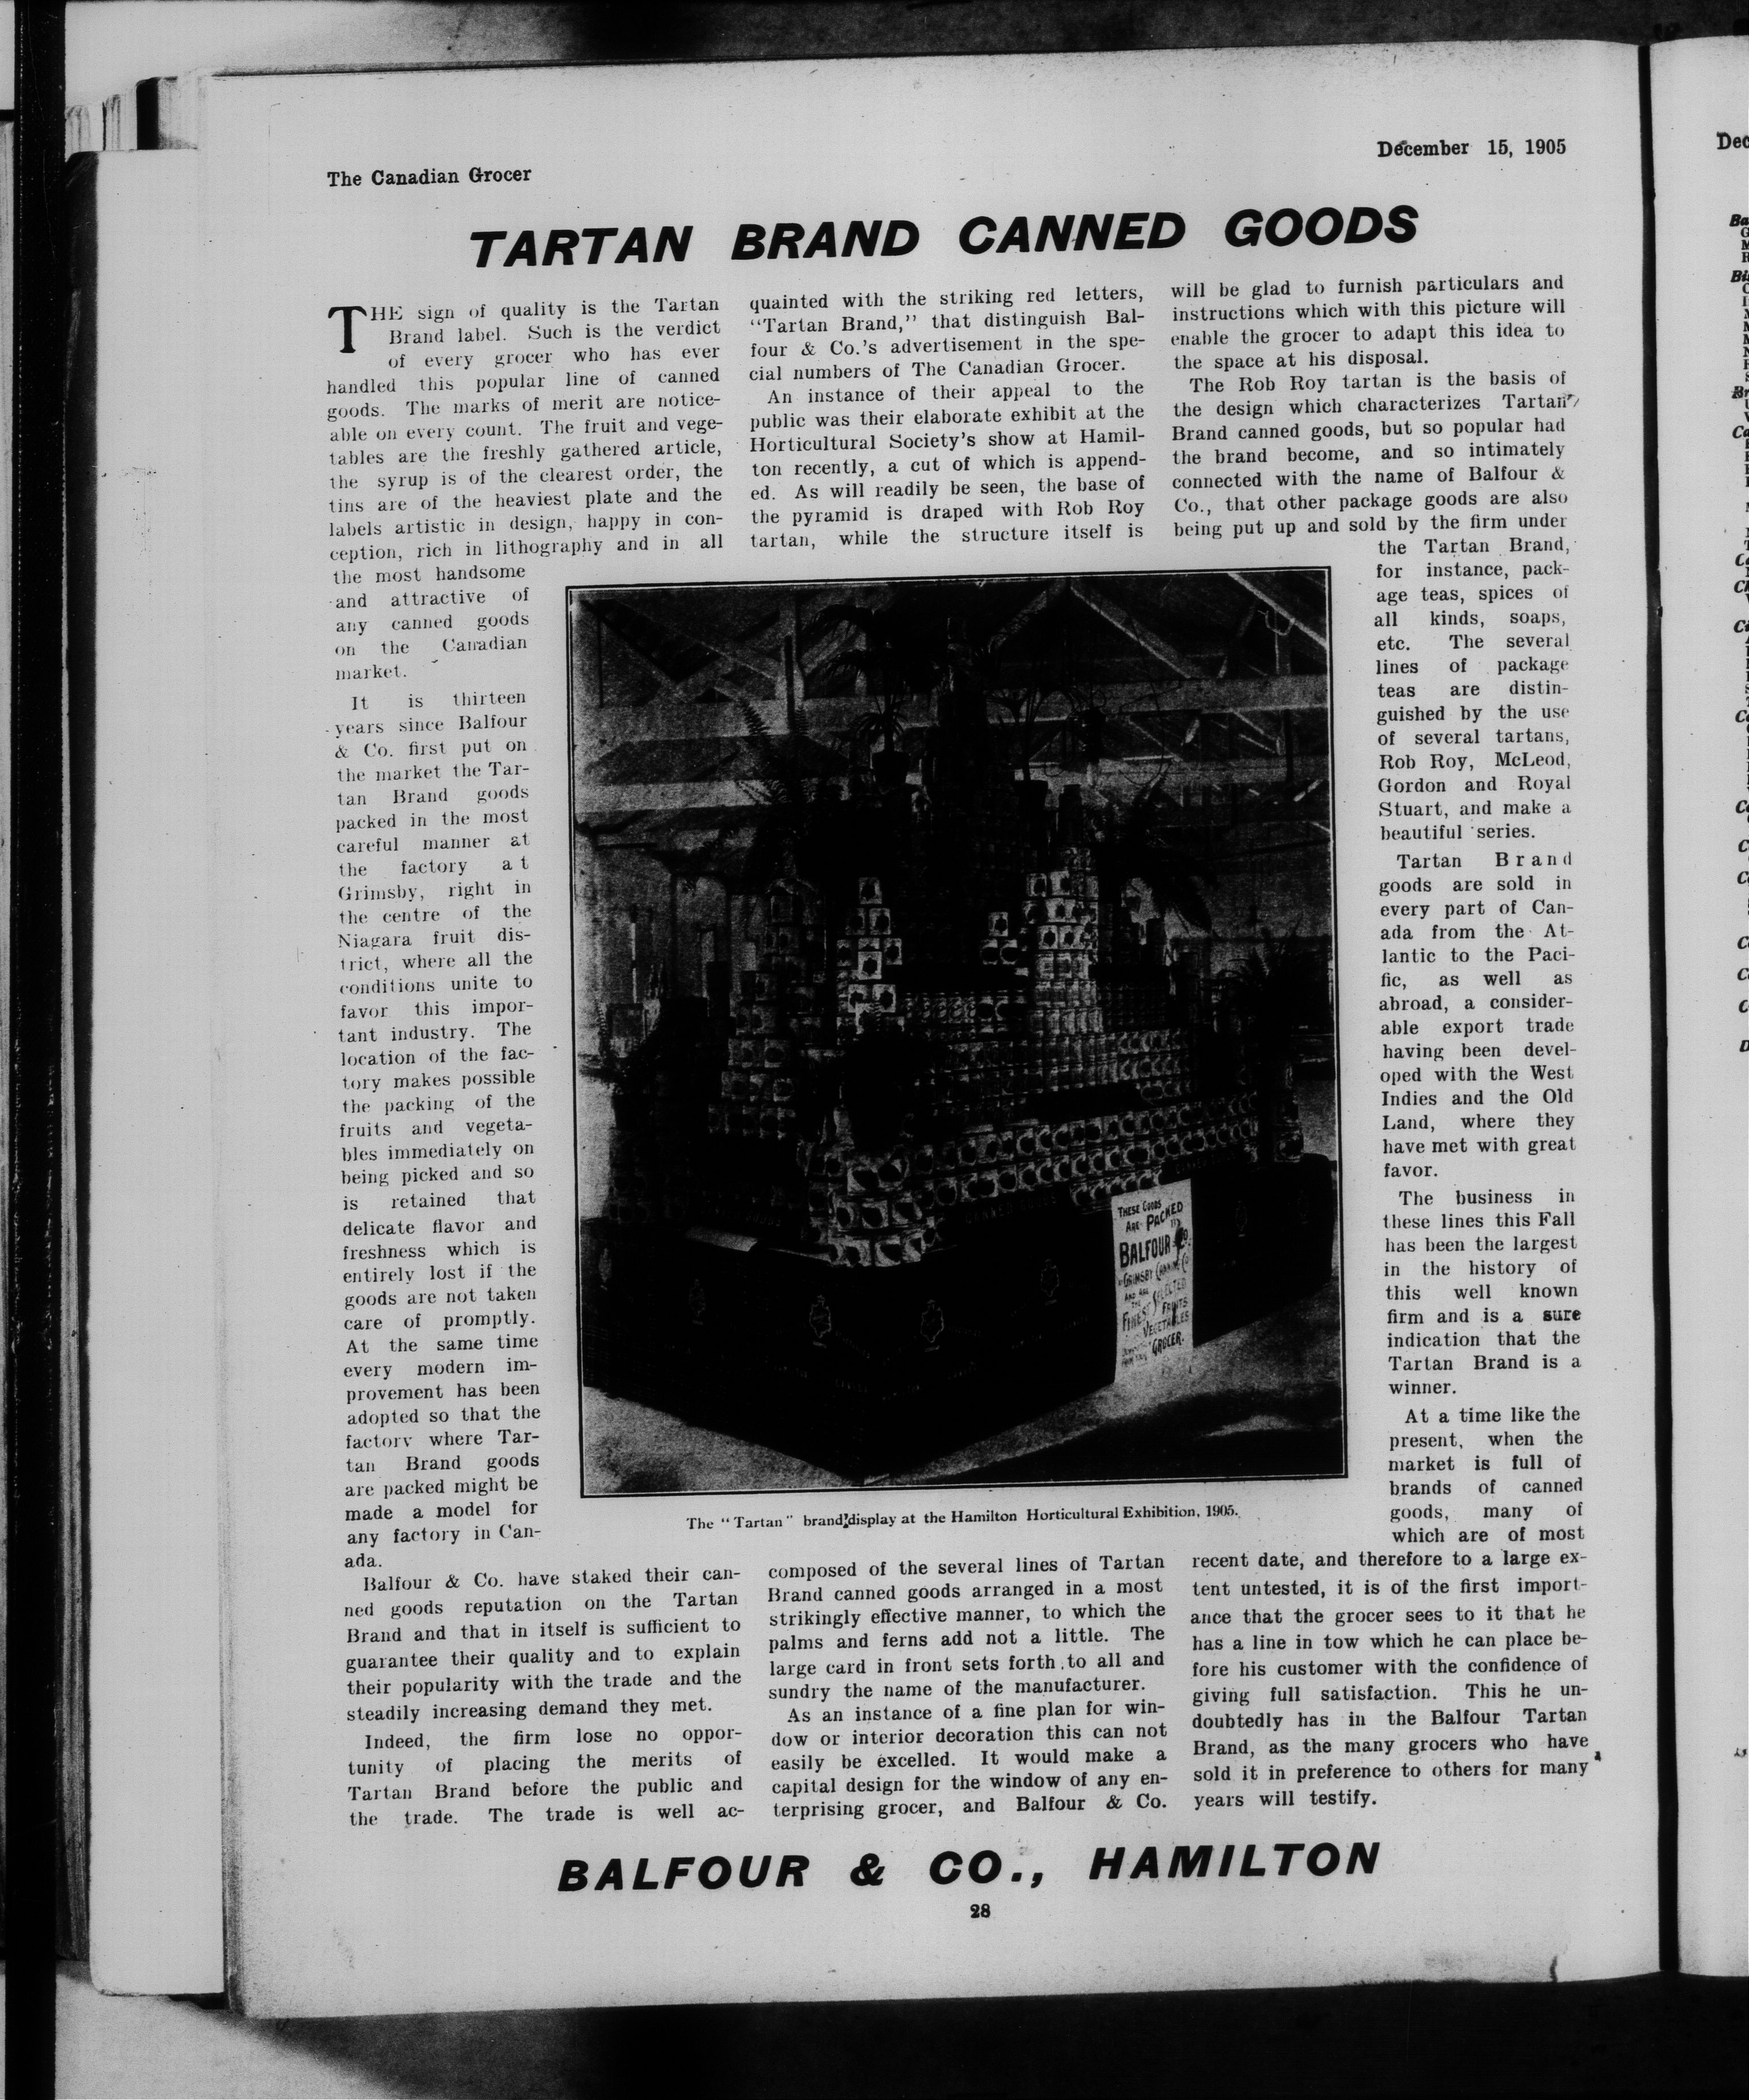 The Canadian Grocer
December 15, 1905
TARTAN BRAND CANNED GOODS
THE sign of quality is the Tartan
Brand label. Such is the verdict
of every grocer who has ever
handled this popular line of canned
goods. The marks of merit are notice-
able on every count. The fruit and vege-
tables are the freshly gathered article,
the syrup is of the clearest order, the
tins are of the heaviest plate and the
labels artistic in design, happy in con-
ception, rich in lithography and in all
the most handsome
and attractive of
any canned goods
on the Canadian
market.
It is thirteen
years since Balfour
& Co. first put on
the market the Tar-
tan Brand goods
packed in the most
careful manner at
the factory at
Grimsby, right in
the centre of the
Niagara fruit dis-
trict, where all the
conditions unite to
favor this impor-
tant industry. The
location of the fac-
tory makes possible
the packing of the
fruits and vegeta-
bles immediately on
being picked and so
is retained that
delicate flavor and
freshness which is
entirely lost if the
goods are not taken
care of promptly.
At the same time
every modern im-
provement has been
adopted so that the
factory where Tar-
tan Brand goods
are packed might be
made a model for
any factory in Can-
ada.
Balfour & Co. have staked their can-
ned goods reputation on the Tartan
Brand and that in itself is sufficient to
guarantee their quality and to explain
their popularity with the trade and the
steadily increasing demand they met.
Indeed, the firm lose no oppor-
tunity of placing the merits of
Tartan Brand before the public and
the trade. The trade is well ac-
quainted with the striking red letters,
"Tartan Brand," that distinguish Bal-
four & Co.'s advertisement in the spe-
cial numbers of The Canadian Grocer.
An instance of their appeal to the
public was their elaborate exhibit at the
Horticultural Society's show at Hamil-
ton recently, a cut of which is append-
ed. As will readily be seen, the base of
the pyramid is draped with Rob Roy
tartan, while the structure itself is
THESE GOODS
ARE PACKED
BALFOUR & CO.
GRIMSBY CANNING CO
AND ARE
THE
FINEST SELECTED
FRUITS
VEGETABLES
GROCER.
The "Tartan" brand display at the Hamilton Horticultural Exhibition, 1905.
composed of the several lines of Tartan
Brand canned goods arranged in a most
strikingly effective manner, to which the
palms and ferns add not a little. The
large card in front sets forth to all and
sundry the name of the manufacturer.
As an instance of a fine plan for win-
dow or interior decoration this can not
easily be excelled. It would make a
capital design for the window of any en-
terprising grocer, and Balfour & Co.
will be glad to furnish particulars and
instructions which with this picture will
enable the grocer to adapt this idea to
the space at his disposal.
The Rob Roy tartan is the basis of
the design which characterizes Tartan
Brand canned goods, but so popular had
the brand become, and so intimately
connected with the name of Balfour &
Co., that other package goods are also
being put up and sold by the firm under
the Tartan Brand,
for instance, pack-
age teas, spices of
all kinds, soaps,
etc. The several
lines of package
teas are distin-
guished by the use
of several tartans,
Rob Roy, McLeod,
Gordon and Royal
Stuart, and make a
beautiful series.
Tartan Brand
goods are sold in
every part of Can-
ada from the At-
lantic to the Paci-
fic, as well as
abroad, a consider-
able export trade
having been devel-
oped with the West
Indies and the Old
Land, where they
have met with great
favor.
The business in
these lines this Fall
has been the largest
in the history of
this well known
firm and is a sure
indication that the
Tartan Brand is a
winner.
At a time like the
present, when the
market is full of
brands of canned
goods, many of
which are of most
recent date, and therefore to a large ex-
tent untested, it is of the first import-
ance that the grocer sees to it that he
has a line in tow which he can place be-
fore his customer with the confidence of
giving full satisfaction. This he un-
doubtedly has in the Balfour Tartan
Brand, as the many grocers who have
sold it in preference to others for many
years will testify.
BALFOUR & CO., HAMILTON
28
Dec